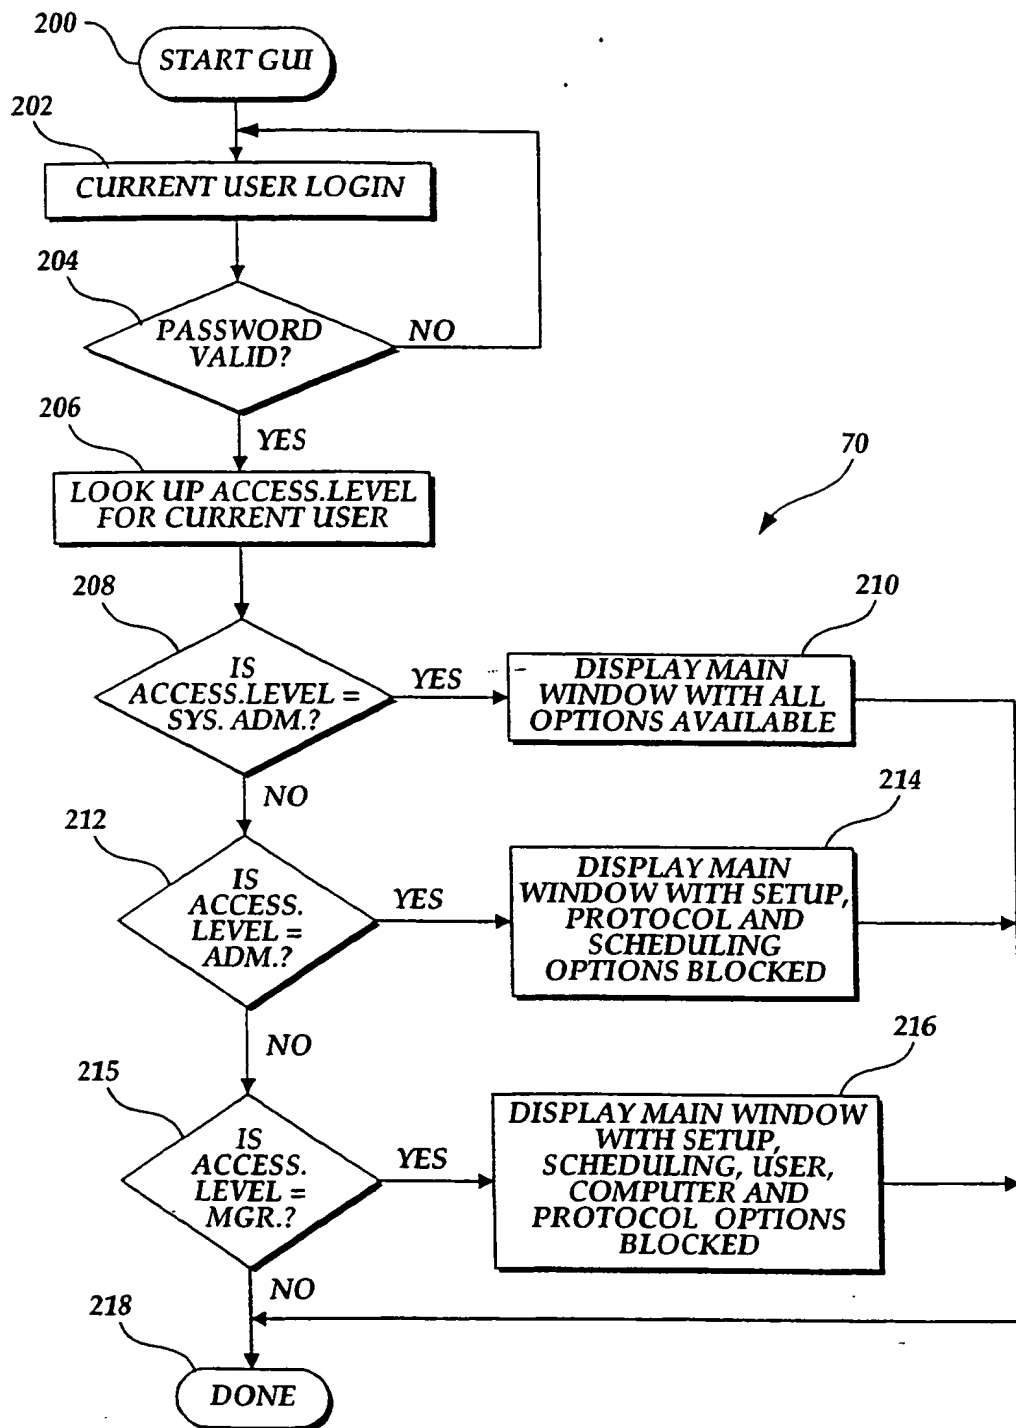 200
START GUI
202
CURRENT USER LOGIN
204
PASSWORD
VALID?
NO
206
YES
LOOK UP ACCESS.LEVEL
FOR CURRENT USER
70
208
IS
ACCESS.LEVEL =
SYS. ADM.?
YES
210
DISPLAY MAIN
WINDOW WITH ALL
OPTIONS AVAILABLE
NO
212
IS
ACCESS.
LEVEL =
ADM.?
YES
214
DISPLAY MAIN
WINDOW WITH SETUP,
PROTOCOL AND
SCHEDULING
OPTIONS BLOCKED
NO
215
IS
ACCESS.
LEVEL =
MGR.?
YES
216
DISPLAY MAIN WINDOW
WITH SETUP,
SCHEDULING, USER,
COMPUTER AND
PROTOCOL OPTIONS
BLOCKED
NO
218
DONE